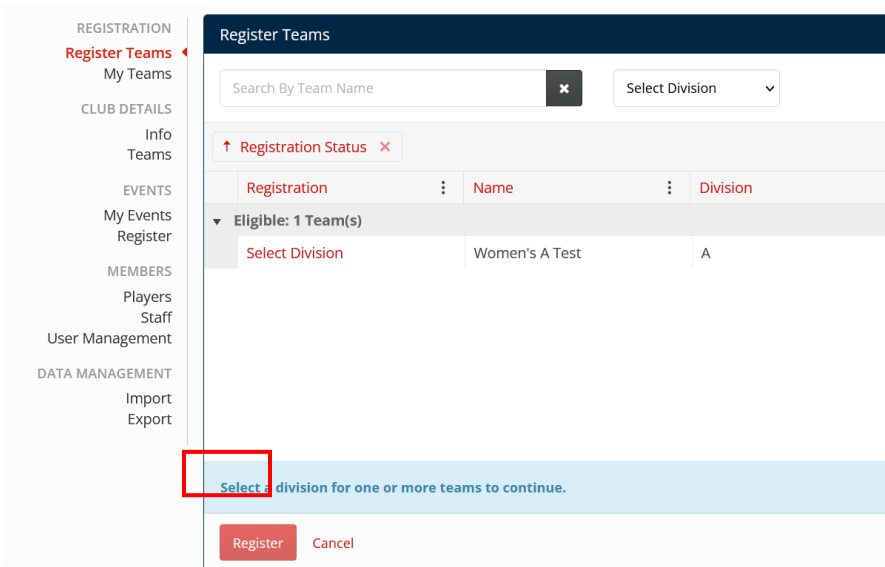 REGISTRATION
Register Teams
My Teams
CLUB DETAILS
Info
Teams
EVENTS
My Events
Register
MEMBERS
Players
Staff
User Management
DATA MANAGEMENT
Import
Export
Register Teams
Search By Team Name
Select Division
Registration Status
Registration Name Division
Eligible: 1 Team(s)
Select Division Women's A Test A
Select a division for one or more teams to continue.
Register Cancel